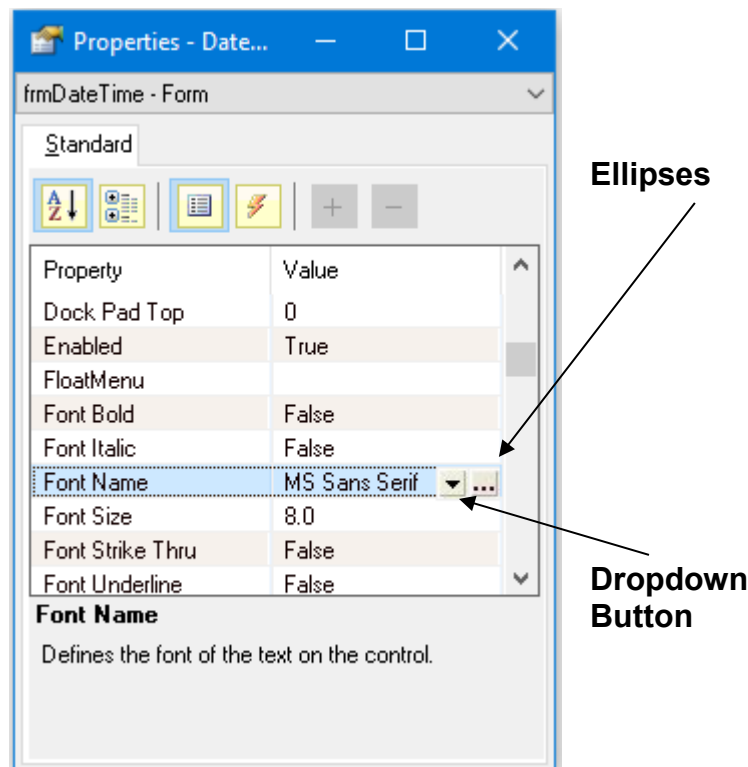 Properties - Date...
frmDateTime - Form
Standard
Ellipses
Property Value
Dock Pad Top 0
Enabled True
FloatMenu
Font Bold False
Font Italic False
Font Name MS Sans Serif ...
Font Size 8.0
Font Strike Thru False
Font Underline False
Dropdown
Button
Font Name
Defines the font of the text on the control.